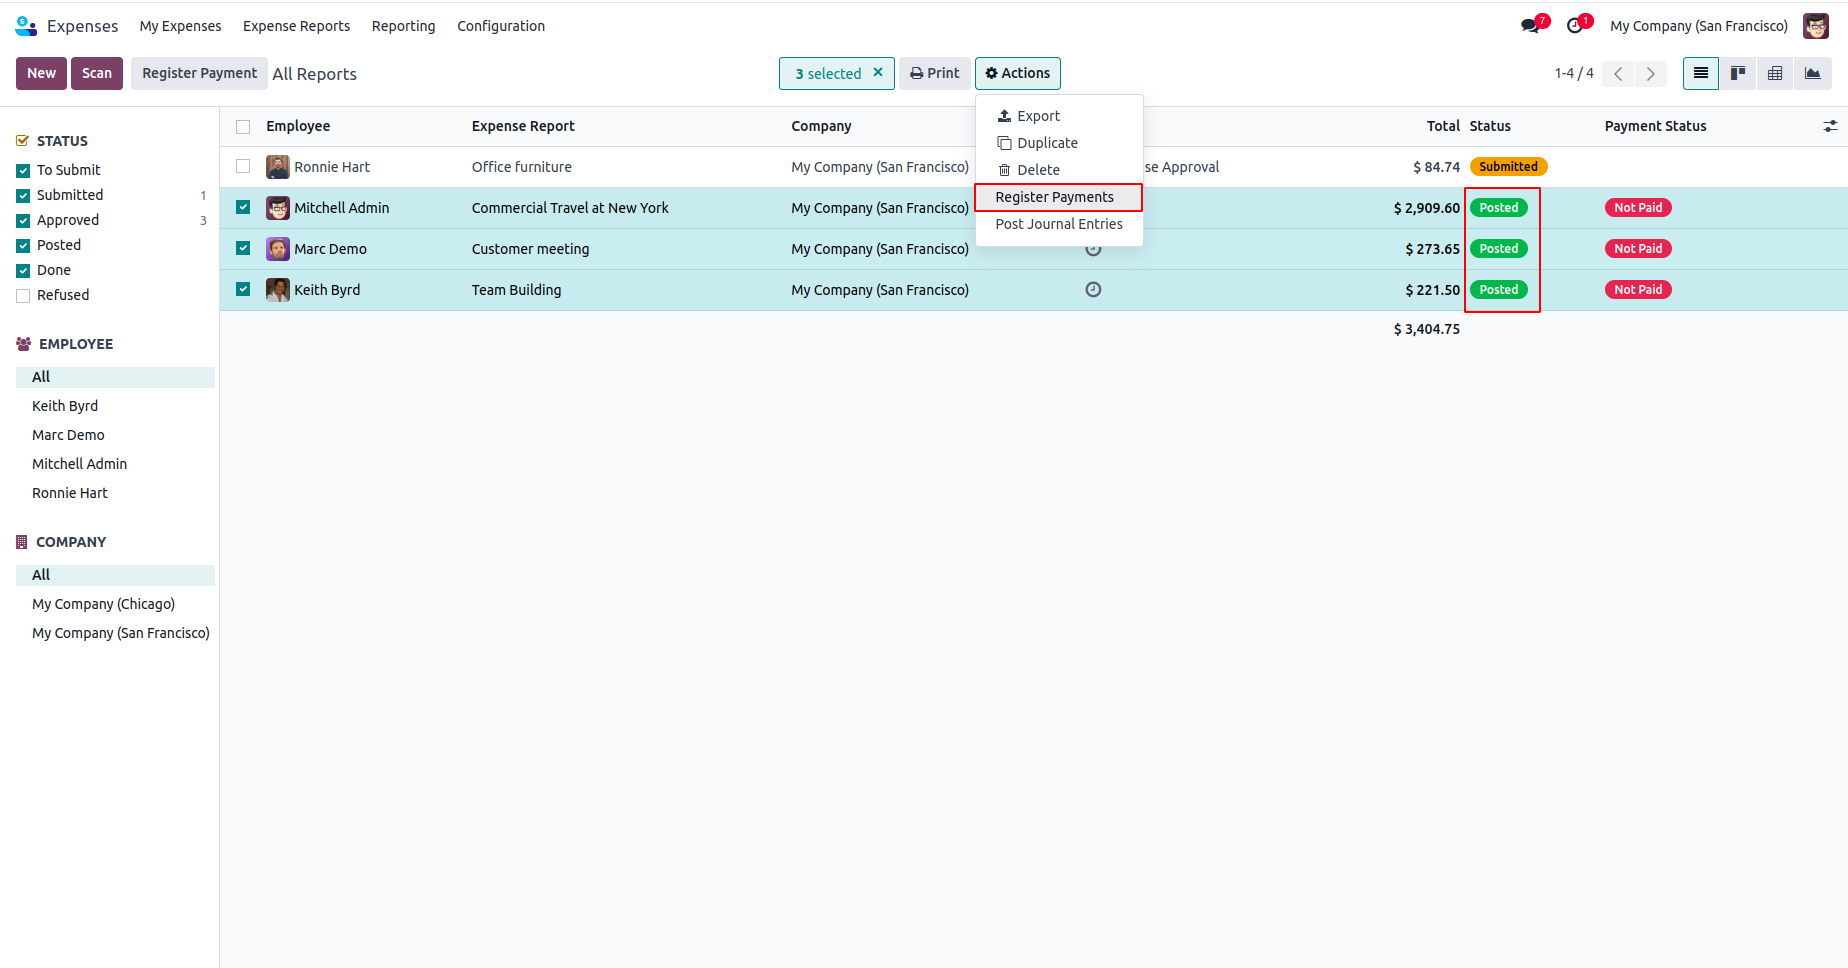 Expenses My Expenses Expense Reports Reporting Configuration 7 1 My Company (San Francisco)
New Scan Register Payment All Reports 3 selected × Print Actions 1-4 / 4
Export
Duplicate
Delete
Register Payments
Post Journal Entries
STATUS
To Submit
Submitted 1
Approved 3
Posted
Done
Refused
EMPLOYEE
All
Keith Byrd
Marc Demo
Mitchell Admin
Ronnie Hart
COMPANY
All
My Company (Chicago)
My Company (San Francisco)
Employee Expense Report Company Total Status Payment Status
Ronnie Hart Office furniture My Company (San Francisco) se Approval $ 84.74 Submitted
Mitchell Admin Commercial Travel at New York My Company (San Francisco) $ 2,909.60 Posted Not Paid
Marc Demo Customer meeting My Company (San Francisco) $ 273.65 Posted Not Paid
Keith Byrd Team Building My Company (San Francisco) $ 221.50 Posted Not Paid
$ 3,404.75